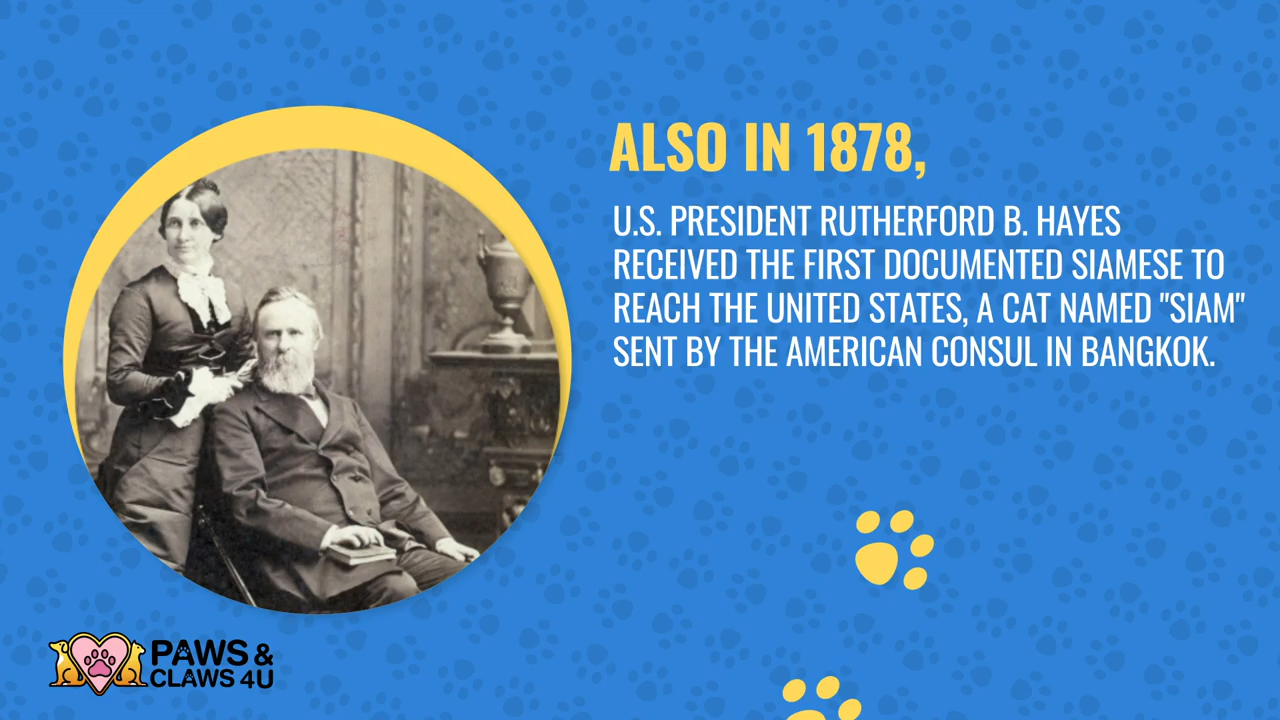 ALSO IN 1878,
U.S. PRESIDENT RUTHERFORD B. HAYES
RECEIVED THE FIRST DOCUMENTED SIAMESE TO
REACH THE UNITED STATES, A CAT NAMED "SIAM"
SENT BY THE AMERICAN CONSUL IN BANGKOK.
PAWS &
CLAWS 4U